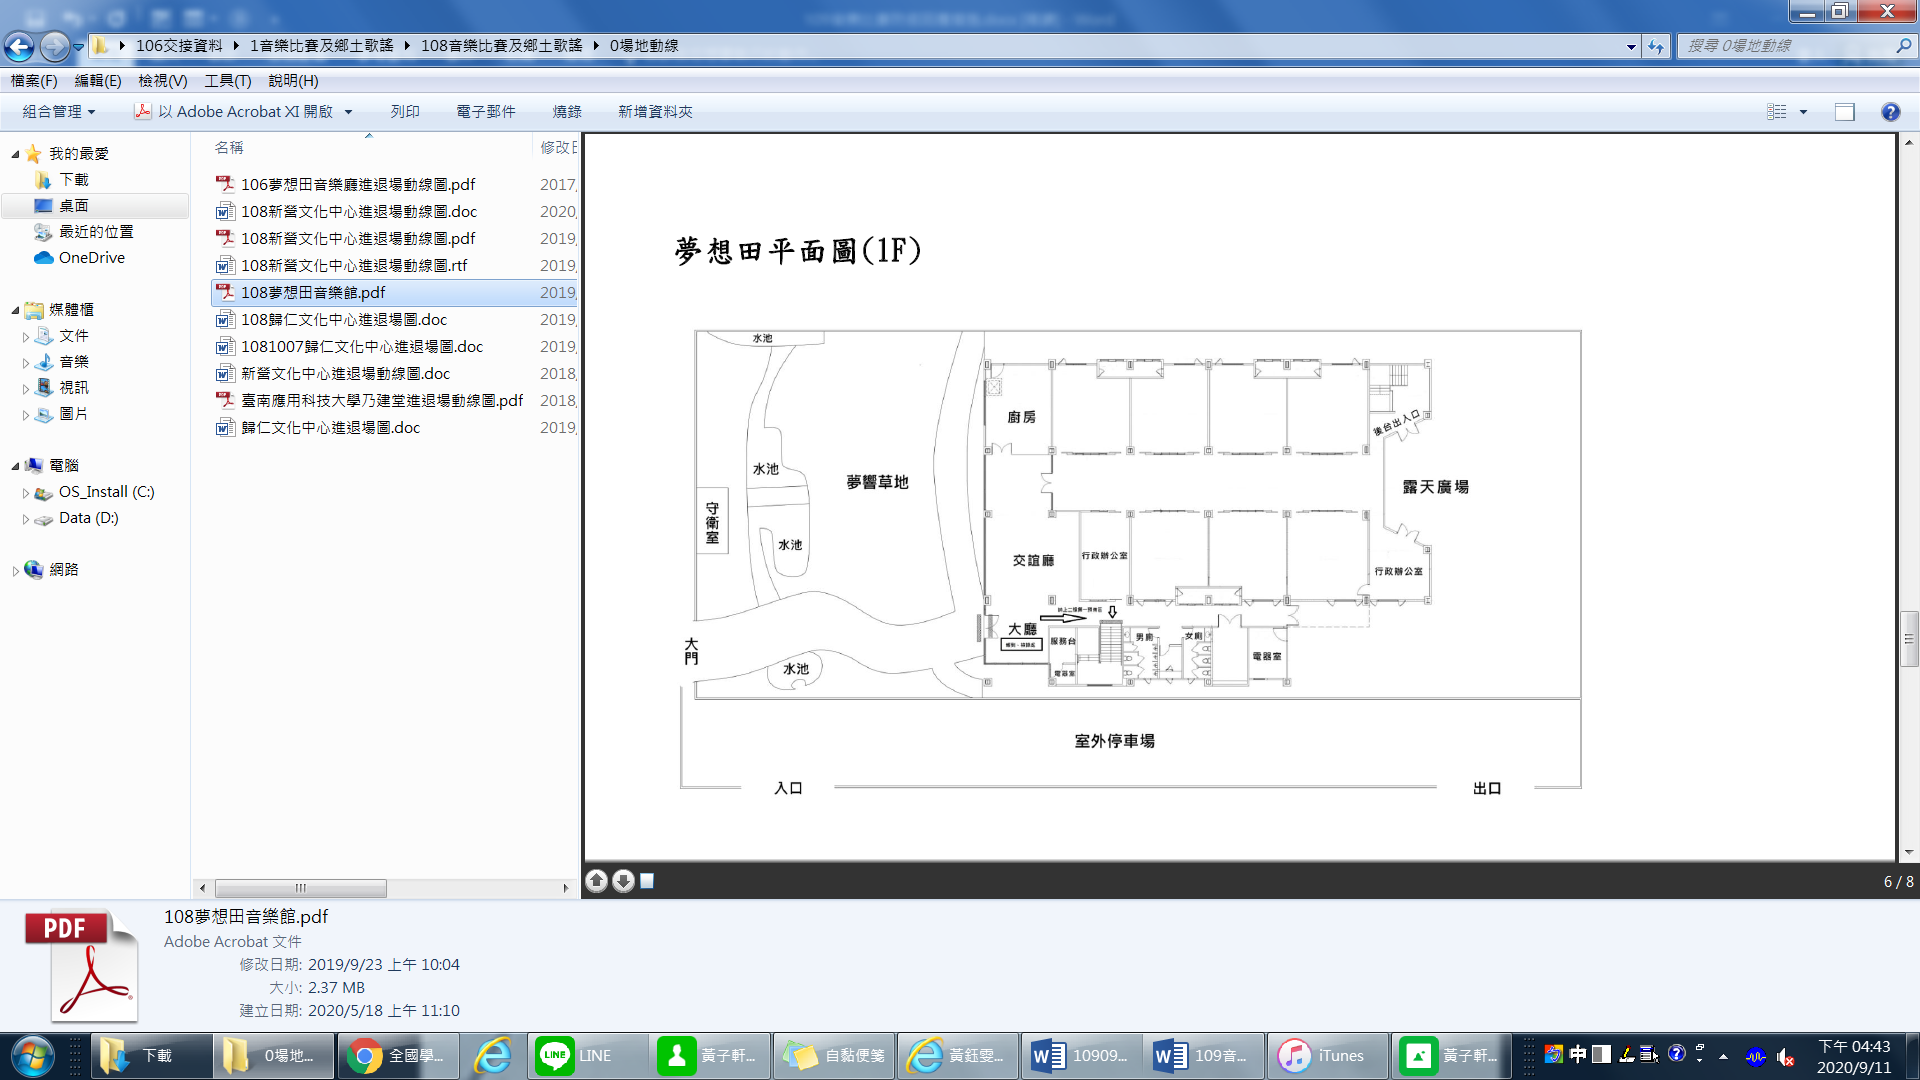 106交接資料
1音樂比賽及鄉土歌謠
108音樂比賽及鄉土歌謠
0場地動線
搜尋 0場地動線
檔案(F) 編輯(E) 檢視(V) 工具(T) 說明(H)
組合管理 以 Adobe Acrobat XI 開啟 列印 電子郵件 燒錄 新增資料夾
我的最愛
下載
桌面
最近的位置
OneDrive
媒體櫃
文件
音樂
視訊
圖片
電腦
OS_Install (C:)
Data (D:)
網路
名稱 修改日
106夢想田音樂廳進退場動線圖.pdf 2017/
108新營文化中心進退場動線圖.doc 2020/
108新營文化中心進退場動線圖.pdf 2019/
108新營文化中心進退場動線圖.rtf 2019/
108夢想田音樂館.pdf 2019/
108歸仁文化中心進退場圖.doc 2019/
1081007歸仁文化中心進退場圖.doc 2019/
新營文化中心進退場動線圖.doc 2018/
臺南應用科技大學乃建堂進退場動線圖.pdf 2018/
歸仁文化中心進退場圖.doc 2019/
夢想田平面圖(1F)
水池
廚房
後台出入口
水池
夢響草地
露天廣場
守衛室
水池
交誼廳
行政辦公室
行政辦公室
大廳
服務台
男廁
女廁
電器室
電器室
大門
水池
室外停車場
入口
出口
6 / 8
PDF
108夢想田音樂館.pdf
Adobe Acrobat 文件
修改日期: 2019/9/23 上午 10:04
大小: 2.37 MB
建立日期: 2020/5/18 上午 11:10
下載
0場地...
全國學...
LINE
LINE
黃子軒...
自黏便箋
黃鈺雯...
10909...
109音...
iTunes
黃子軒...
中
下午 04:43
2020/9/11